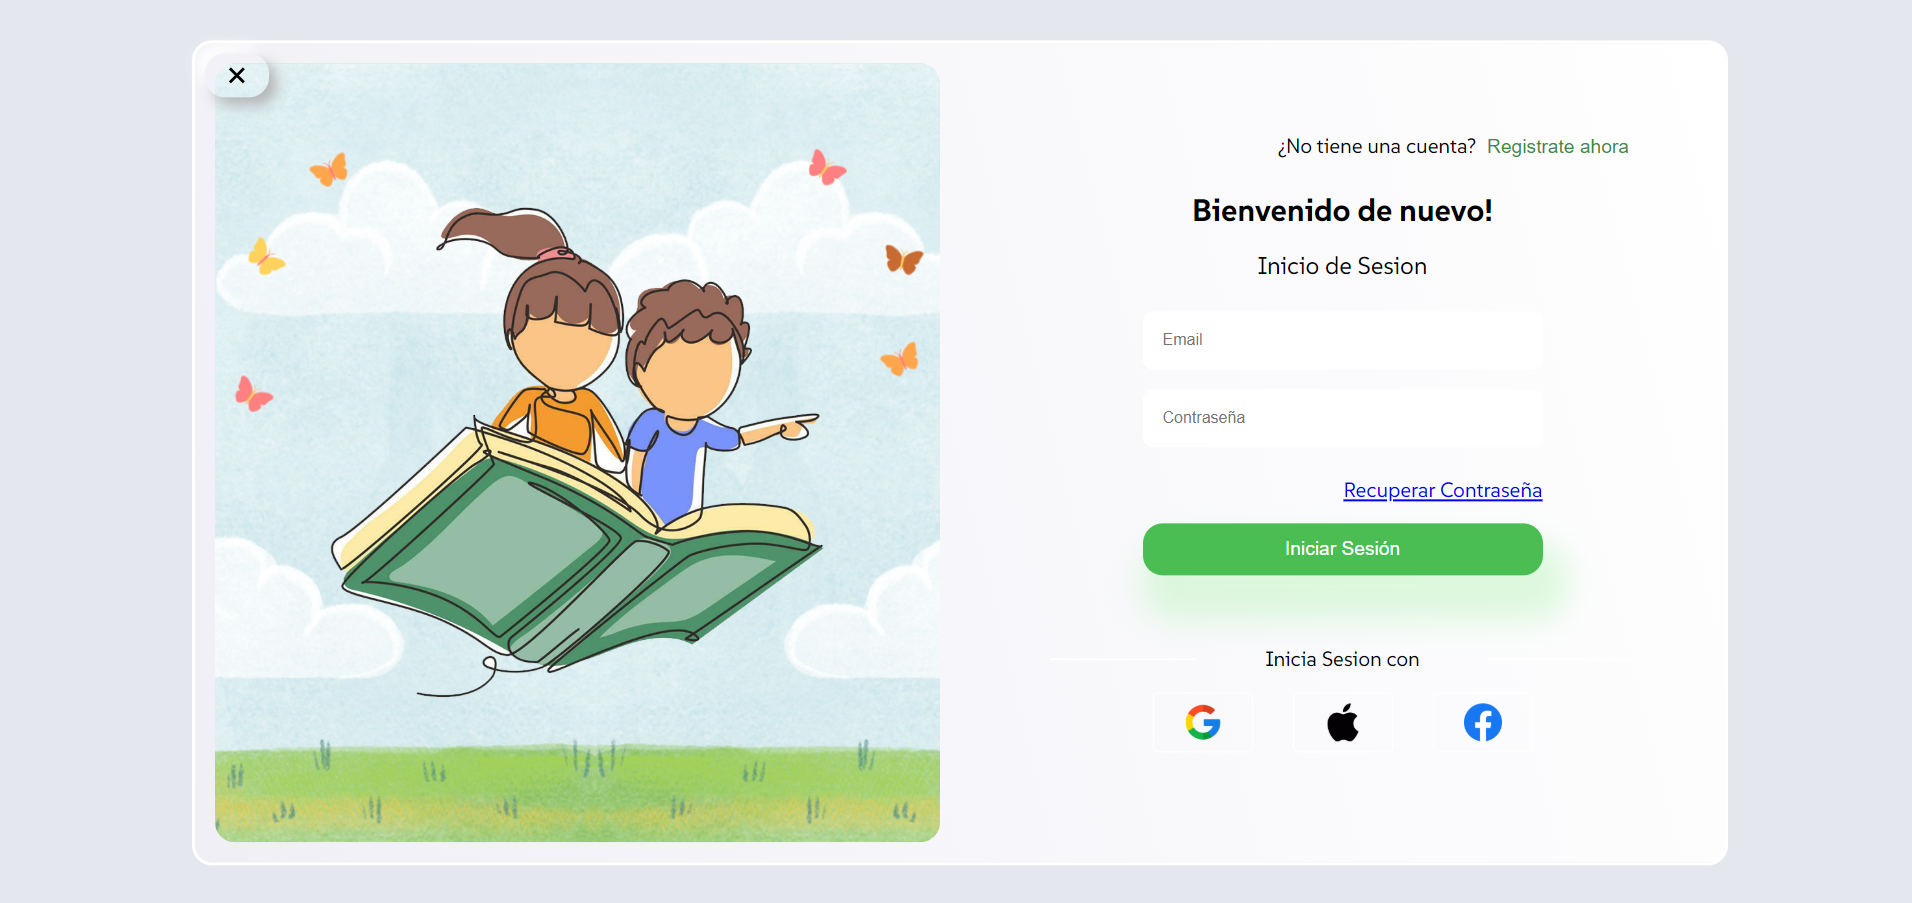 ¿No tiene una cuenta? Registrate ahora
Bienvenido de nuevo!
Inicio de Sesion
Email
Contraseña
Recuperar Contraseña
Iniciar Sesión
Inicia Sesion con